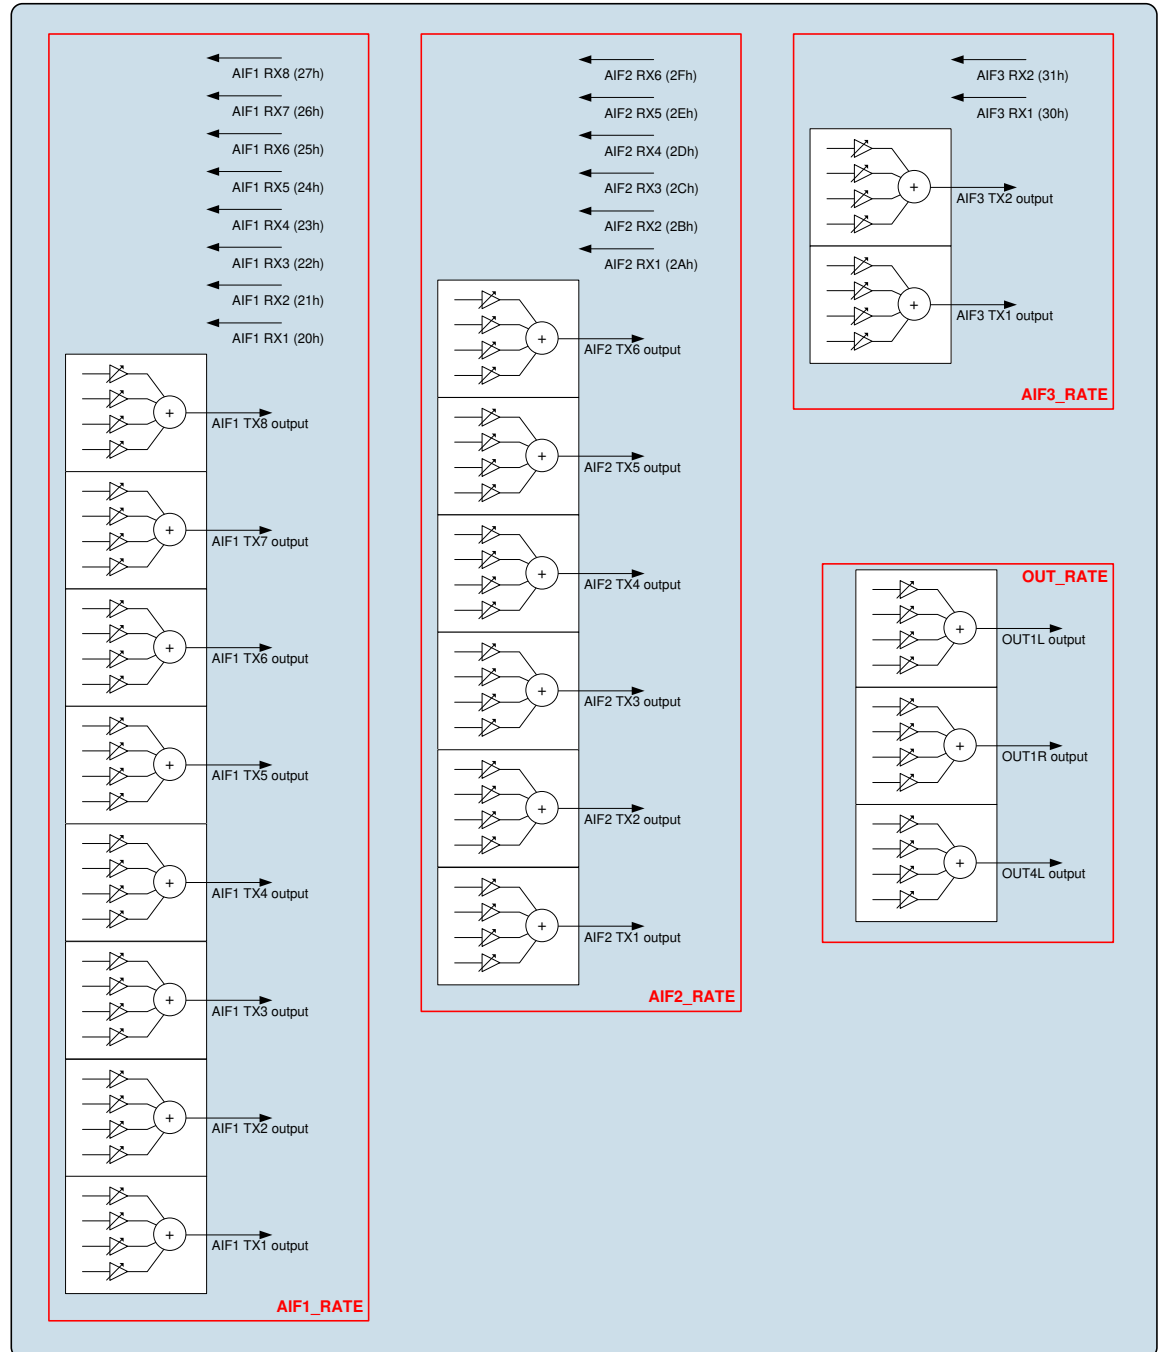 AIF1 RX8 (27h)
AIF1 RX7 (26h)
AIF1 RX6 (25h)
AIF1 RX5 (24h)
AIF1 RX4 (23h)
AIF1 RX3 (22h)
AIF1 RX2 (21h)
AIF1 RX1 (20h)
+
AIF1 TX8 output
+
AIF1 TX7 output
+
AIF1 TX6 output
+
AIF1 TX5 output
+
AIF1 TX4 output
+
AIF1 TX3 output
+
AIF1 TX2 output
+
AIF1 TX1 output
AIF1_RATE
AIF2 RX6 (2Fh)
AIF2 RX5 (2Eh)
AIF2 RX4 (2Dh)
AIF2 RX3 (2Ch)
AIF2 RX2 (2Bh)
AIF2 RX1 (2Ah)
+
AIF2 TX6 output
+
AIF2 TX5 output
+
AIF2 TX4 output
+
AIF2 TX3 output
+
AIF2 TX2 output
+
AIF2 TX1 output
AIF2_RATE
AIF3 RX2 (31h)
AIF3 RX1 (30h)
+
AIF3 TX2 output
+
AIF3 TX1 output
AIF3_RATE
OUT_RATE
+
OUT1L output
+
OUT1R output
+
OUT4L output